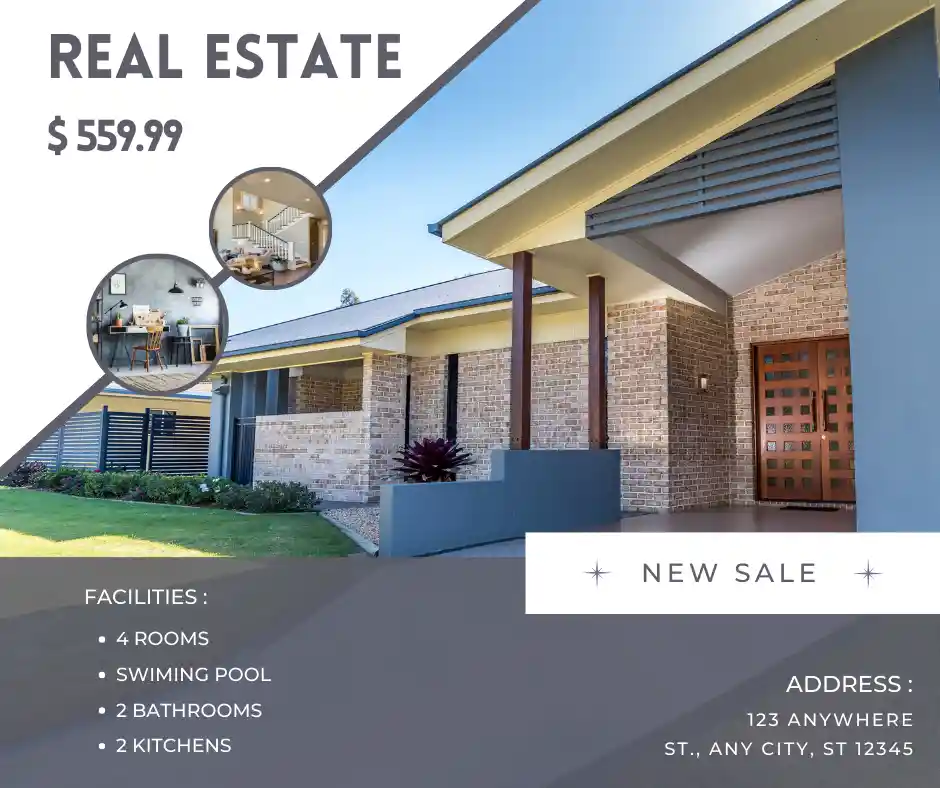 REAL ESTATE
$ 559.99
NEW SALE
FACILITIES :
• 4 ROOMS
• SWIMING POOL
• 2 BATHROOMS
• 2 KITCHENS
ADDRESS :
123 ANYWHERE
ST., ANY CITY, ST 12345